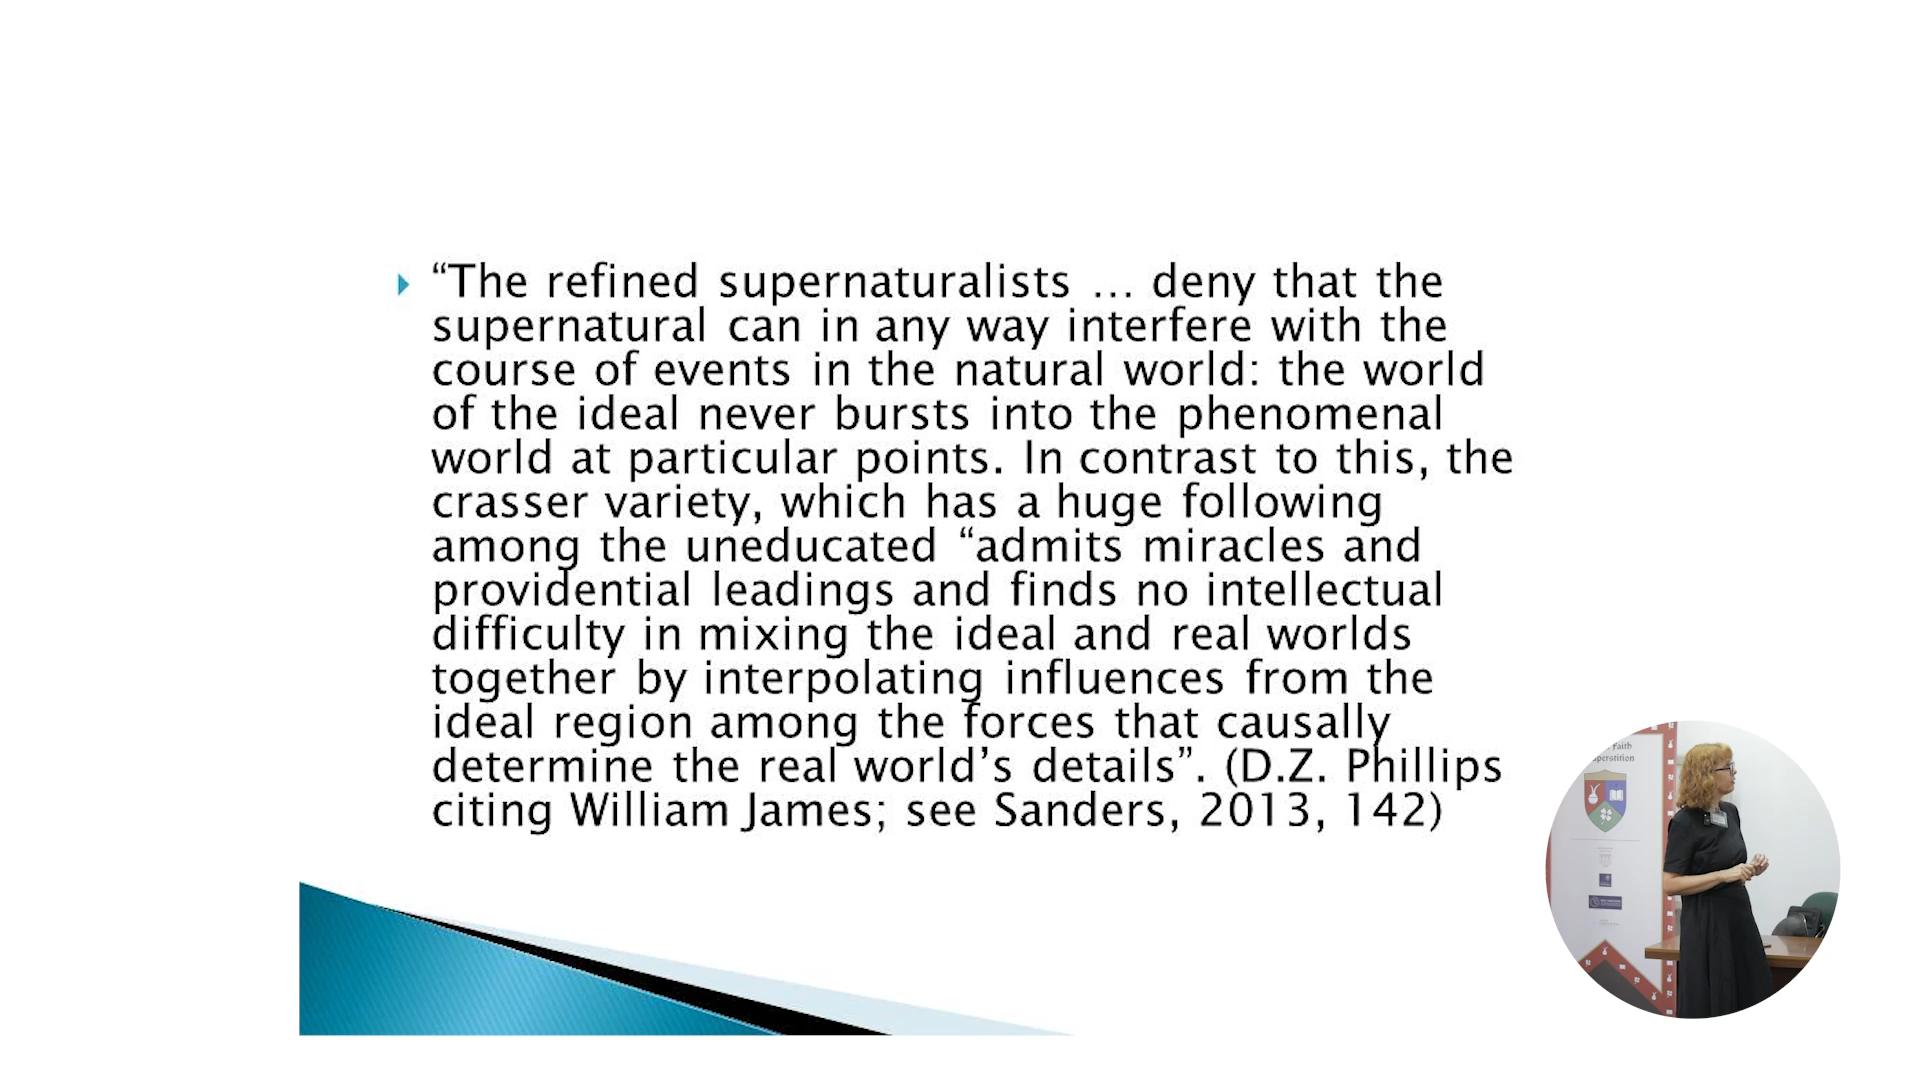 “The refined supernaturalists … deny that the
supernatural can in any way interfere with the
course of events in the natural world: the world
of the ideal never bursts into the phenomenal
world at particular points. In contrast to this, the
crasser variety, which has a huge following
among the uneducated “admits miracles and
providential leadings and finds no intellectual
difficulty in mixing the ideal and real worlds
together by interpolating influences from the
ideal region among the forces that causally
determine the real world’s details”. (D.Z. Phillips
citing William James; see Sanders, 2013, 142)
Faith